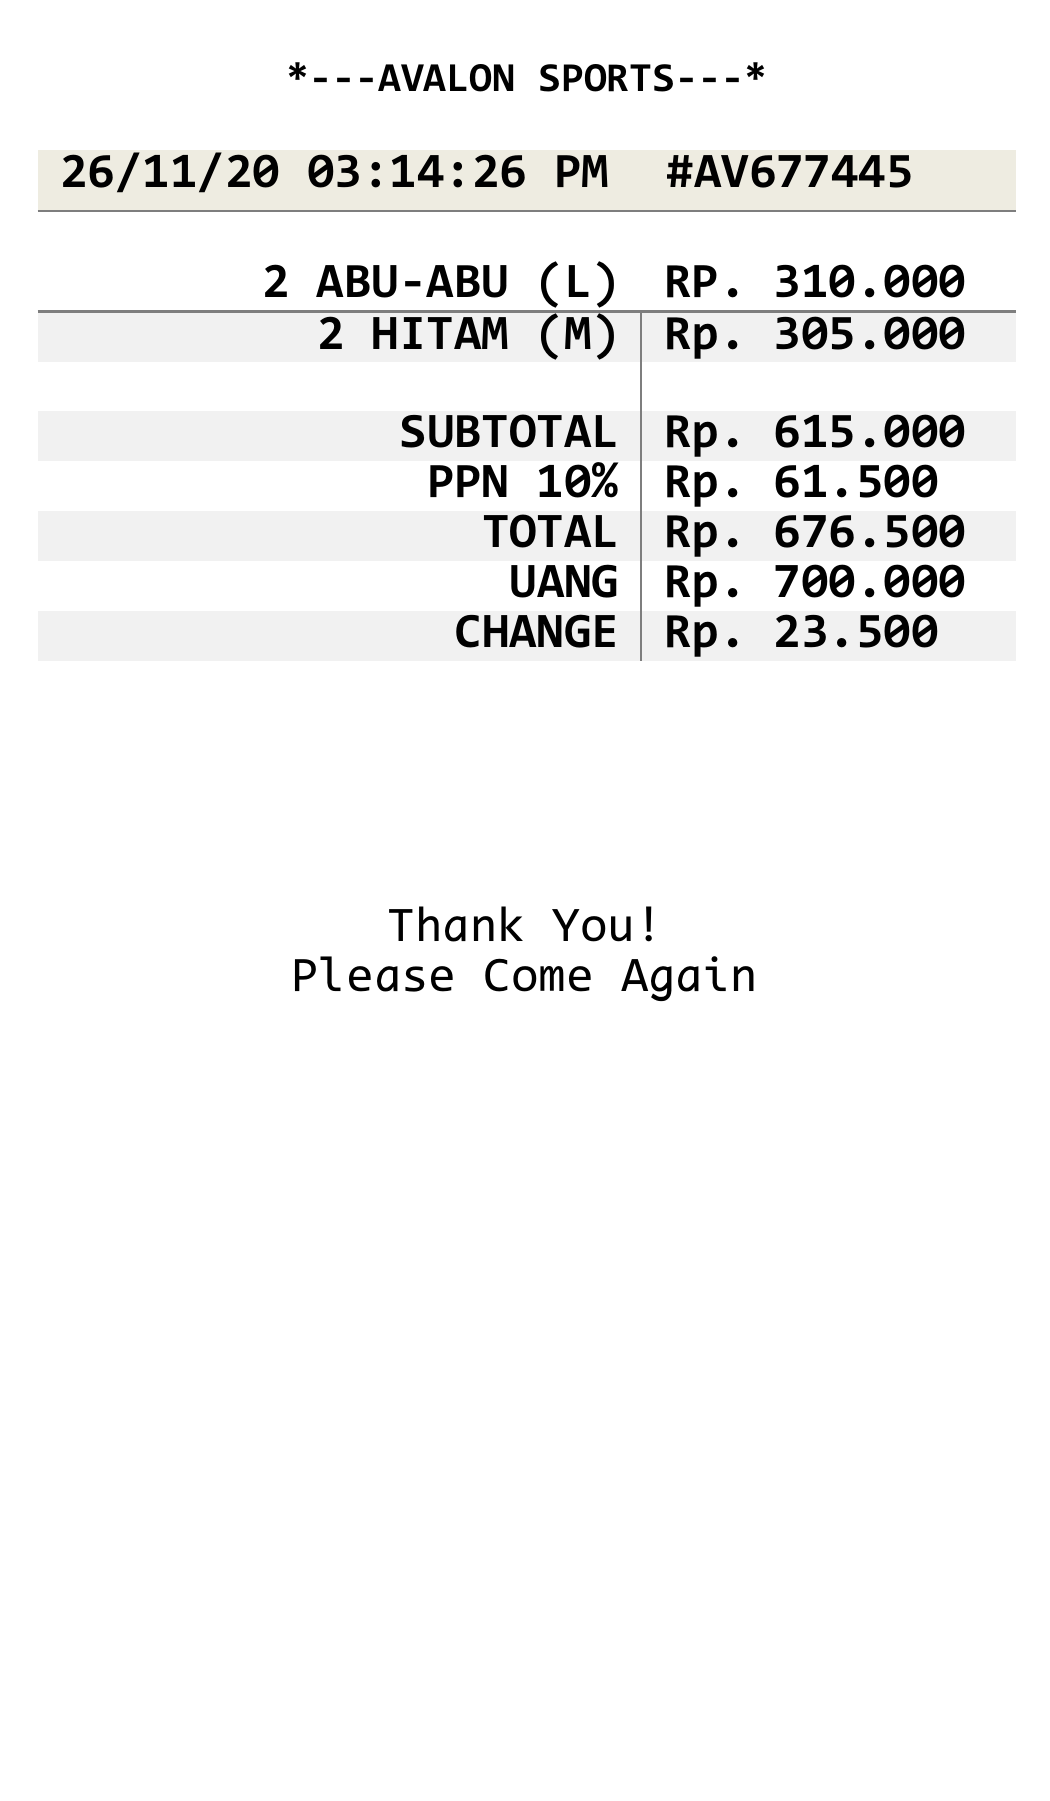 *---AVALON SPORTS---*
26/11/20 03:14:26 PM #AV677445
2 ABU-ABU (L) RP. 310.000
2 HITAM (M) Rp. 305.000
SUBTOTAL Rp. 615.000
PPN 10% Rp. 61.500
TOTAL Rp. 676.500
UANG Rp. 700.000
CHANGE Rp. 23.500
Thank You!
Please Come Again